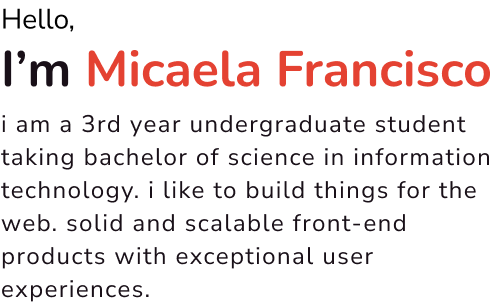 Hello,
I’m Micaela Francisco
i am a 3rd year undergraduate student
taking bachelor of science in information
technology. i like to build things for the
web. solid and scalable front-end
products with exceptional user
experiences.